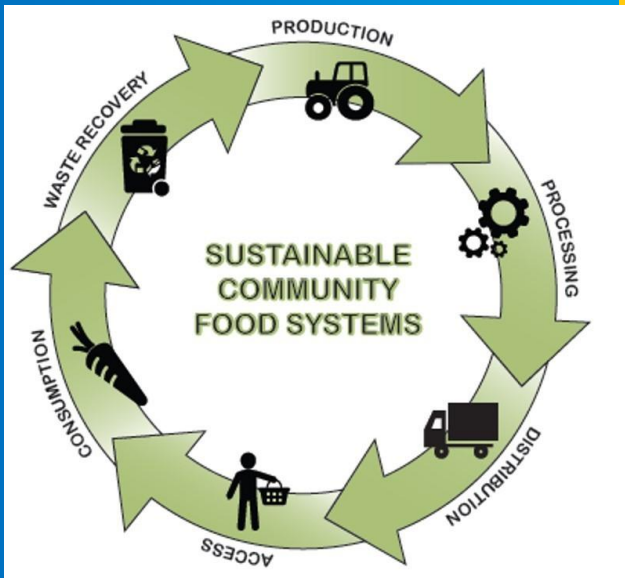 PRODUCTION
PROCESSING
DISTRIBUTION
ACCESS
CONSUMPTION
WASTE RECOVERY
SUSTAINABLE
COMMUNITY
FOOD SYSTEMS